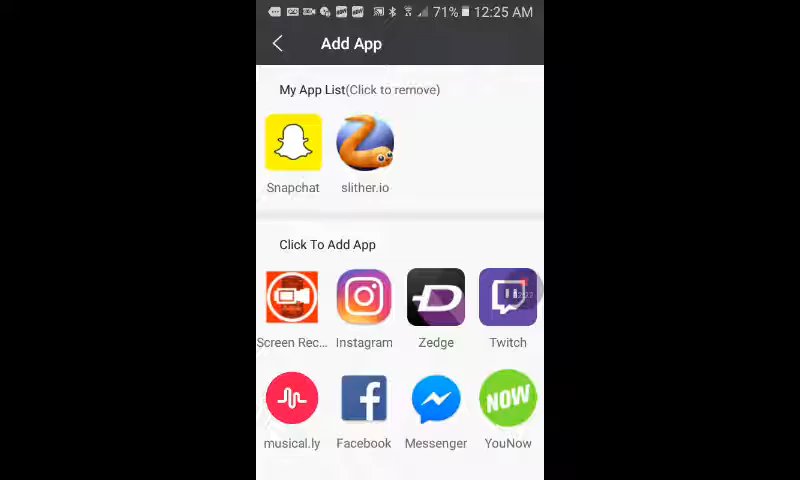 71% 12:25 AM
Add App
My App List(Click to remove)
Snapchat slither.io
Click To Add App
Screen Rec... Instagram Zedge Twitch
NOW
musical.ly Facebook Messenger YouNow